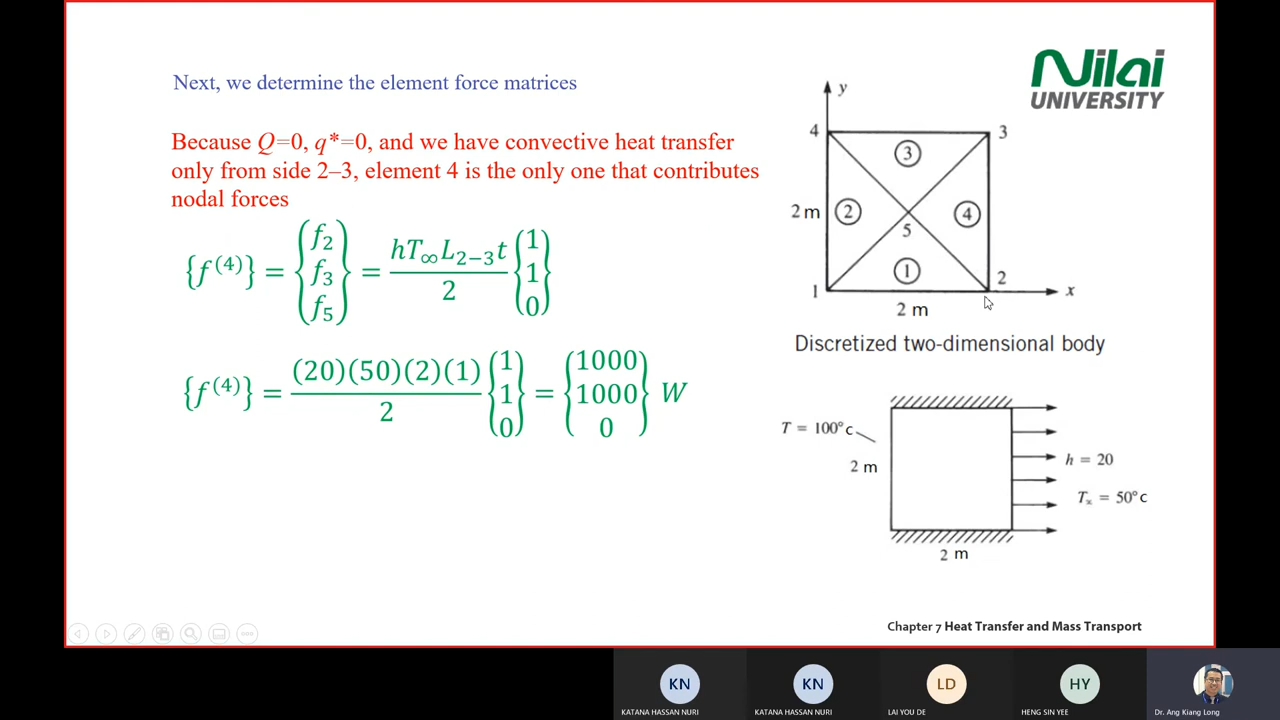 Next, we determine the element force matrices
Because Q=0, q*=0, and we have convective heat transfer
only from side 2–3, element 4 is the only one that contributes
nodal forces
{f⁽⁴⁾} = {f₂ f₃ f₅} = hT∞L₂₋₃t / 2 {1 1 0}
{f⁽⁴⁾} = (20)(50)(2)(1) / 2 {1 1 0} = {1000 1000 0} W
Nilai
UNIVERSITY
y
4
3
3
2 m
2
4
5
1
2
1
x
2 m
Discretized two-dimensional body
T = 100°c
2 m
h = 20
T∞ = 50°c
2 m
Chapter 7 Heat Transfer and Mass Transport
KN
KN
LD
HY
KATANA HASSAN NURI
KATANA HASSAN NURI
LAI YOU DE
HENG SIN YEE
Dr. Ang Kiang Long